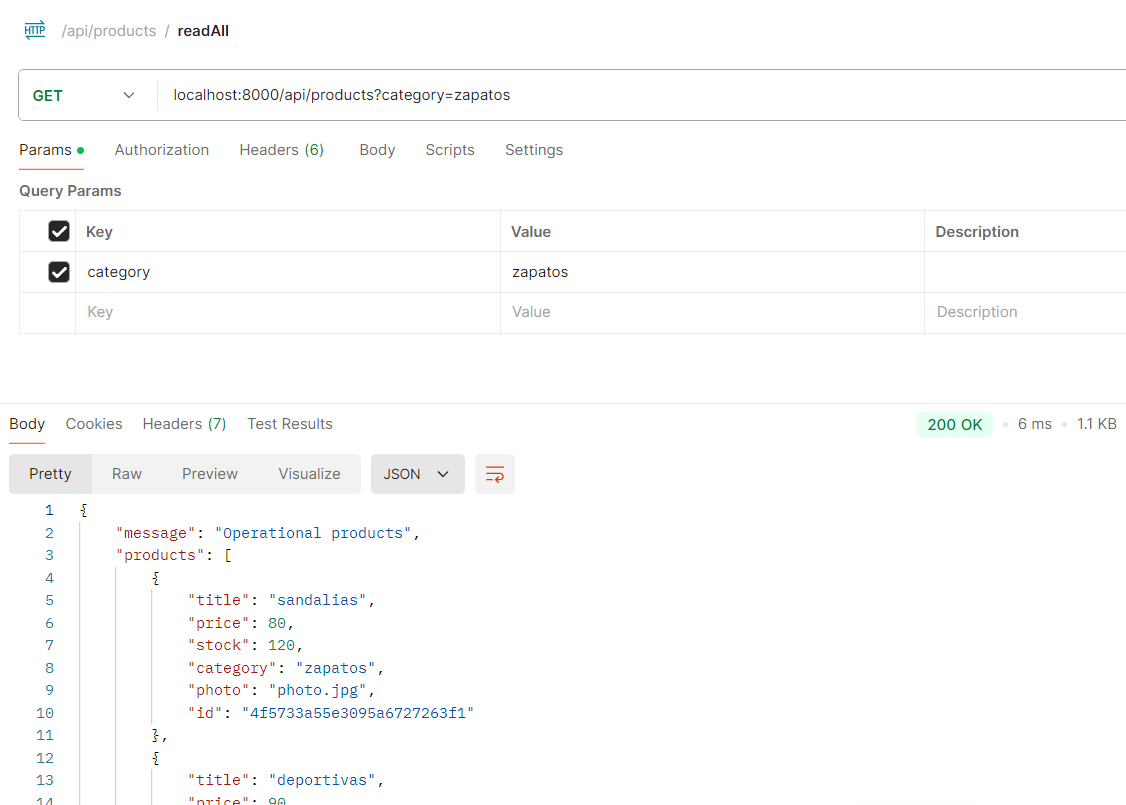 HTTP /api/products / readAll
GET localhost:8000/api/products?category=zapatos
Params Authorization Headers (6) Body Scripts Settings
Query Params
Key Value Description
category zapatos
Key Value Description
Body Cookies Headers (7) Test Results 200 OK 6 ms 1.1 KB
Pretty Raw Preview Visualize JSON
1 {
2 "message": "Operational products",
3 "products": [
4 {
5 "title": "sandalias",
6 "price": 80,
7 "stock": 120,
8 "category": "zapatos",
9 "photo": "photo.jpg",
10 "id": "4f5733a55e3095a6727263f1"
11 },
12 {
13 "title": "deportivas",
14 "price": 90